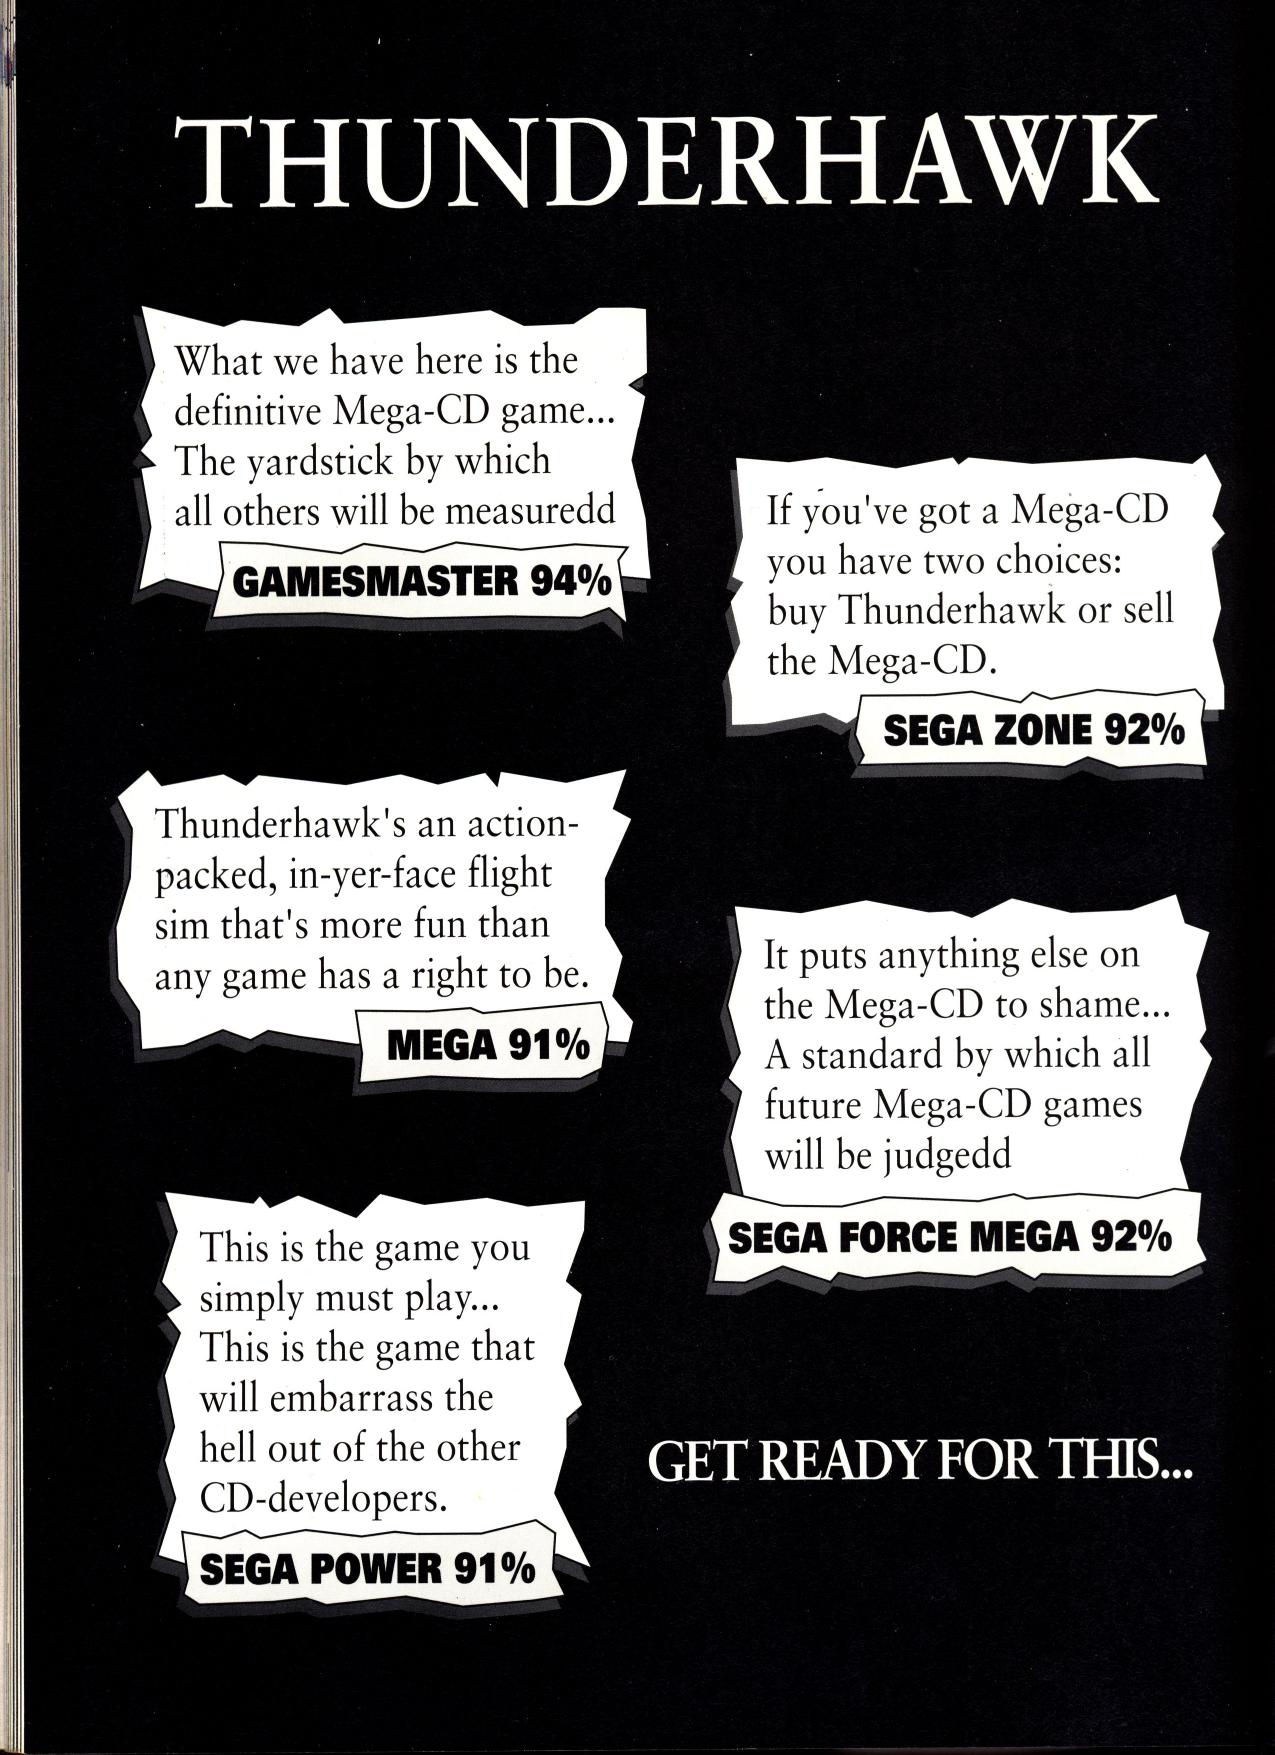 THUNDERHAWK
What we have here is the
definitive Mega-CD game...
The yardstick by which
all others will be measuredd
GAMESMASTER 94%
If you've got a Mega-CD
you have two choices:
buy Thunderhawk or sell
the Mega-CD.
SEGA ZONE 92%
Thunderhawk's an action-
packed, in-yer-face flight
sim that's more fun than
any game has a right to be.
MEGA 91%
It puts anything else on
the Mega-CD to shame...
A standard by which all
future Mega-CD games
will be judgedd
SEGA FORCE MEGA 92%
This is the game you
simply must play...
This is the game that
will embarrass the
hell out of the other
CD-developers.
SEGA POWER 91%
GET READY FOR THIS...